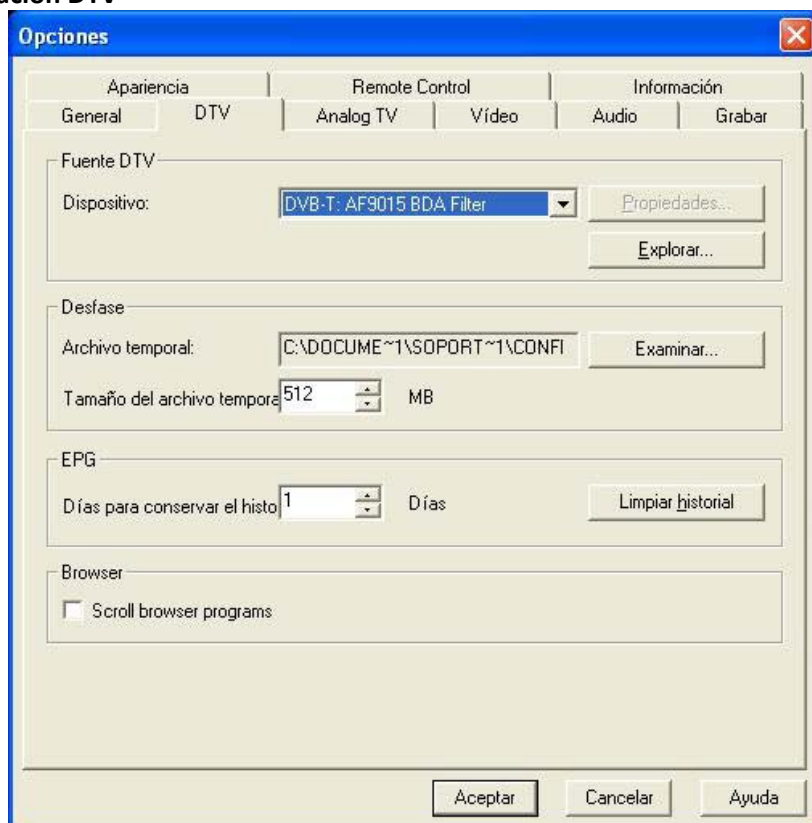 Opciones
Apariencia Remote Control Información
General DTV Analog TV Vídeo Audio Grabar
Fuente DTV
Dispositivo: DVB-T: AF9015 BDA Filter Propiedades...
Explorar...
Desfase
Archivo temporal: C:\DOCUME~1\SOPORT~1\CONFI Examinar...
Tamaño del archivo tempora 512 MB
EPG
Días para conservar el histo 1 Días Limpiar historial
Browser
Scroll browser programs
Aceptar Cancelar Ayuda